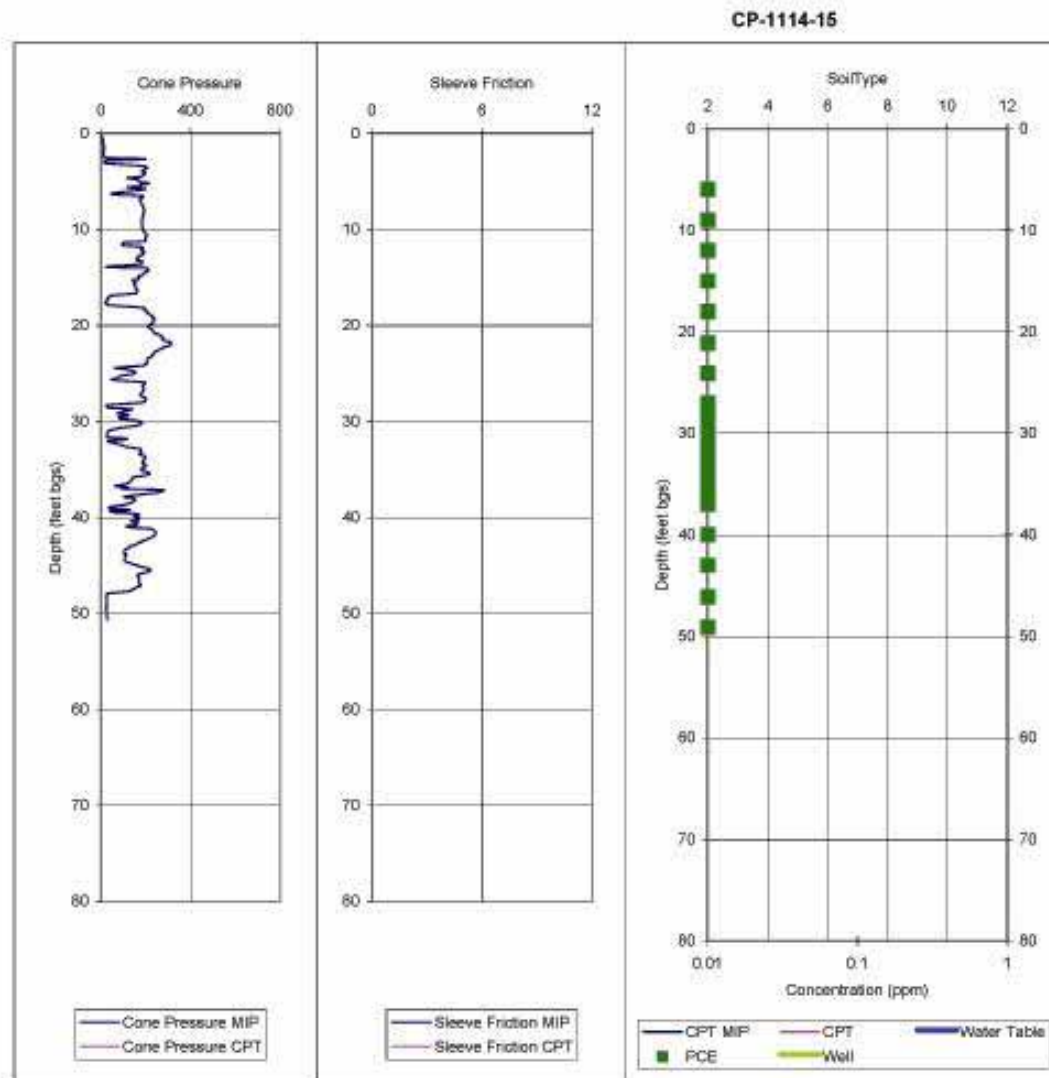 CP-1114-15
Cone Pressure
0 400 800
0
10
20
30
40
50
60
70
80
Depth (feet bgs)
Cone Pressure MIP
Cone Pressure CPT
Sleeve Friction
0 6 12
0
10
20
30
40
50
60
70
80
Sleeve Friction MIP
Sleeve Friction CPT
SoilType
2 4 6 8 10 12
0 0
10 10
20 20
30 30
40 40
50 50
60 60
70 70
80 80
Depth (feet bgs)
0.01 0.1 1
Concentration (ppm)
CPT MIP CPT Water Table
PCE Well